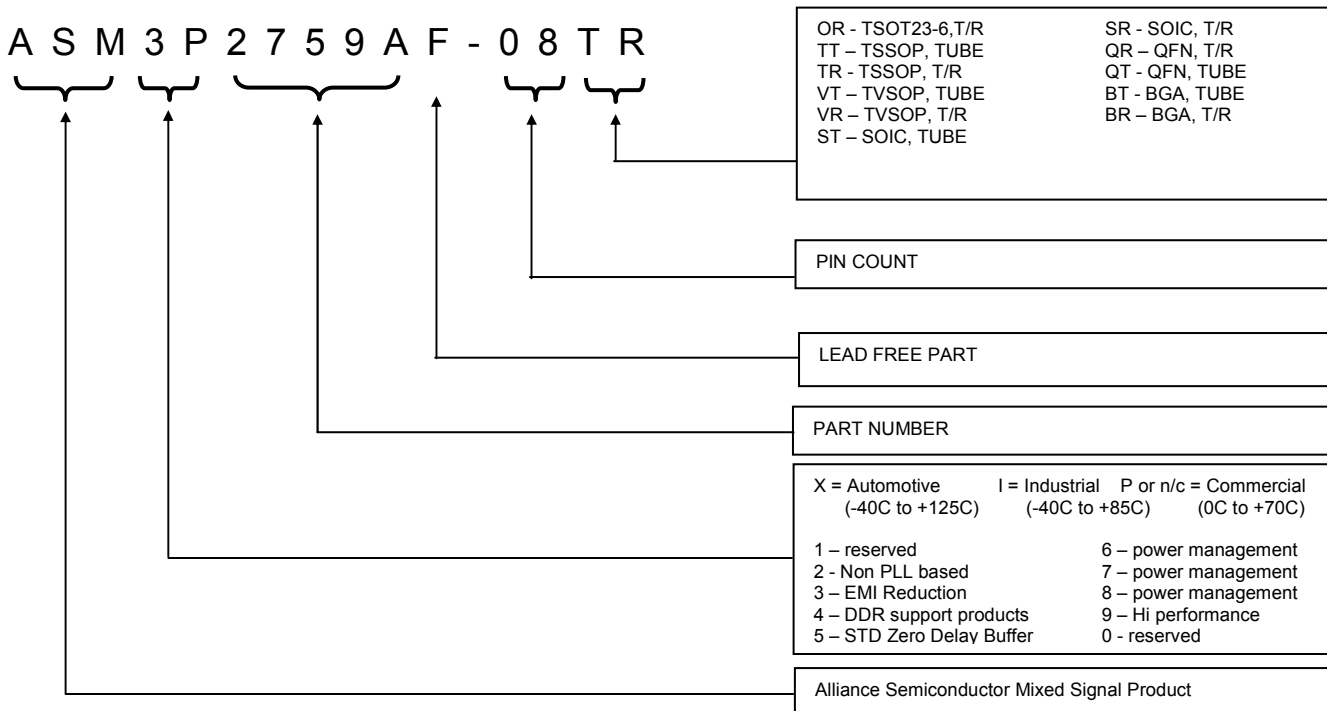 A S M 3 P 2 7 5 9 A F - 0 8 T R
OR - TSOT23-6,T/R SR - SOIC, T/R
TT – TSSOP, TUBE QR – QFN, T/R
TR - TSSOP, T/R QT - QFN, TUBE
VT – TVSOP, TUBE BT - BGA, TUBE
VR – TVSOP, T/R BR – BGA, T/R
ST – SOIC, TUBE
PIN COUNT
LEAD FREE PART
PART NUMBER
X = Automotive I = Industrial P or n/c = Commercial
(-40C to +125C) (-40C to +85C) (0C to +70C)
1 – reserved 6 – power management
2 - Non PLL based 7 – power management
3 – EMI Reduction 8 – power management
4 – DDR support products 9 – Hi performance
5 – STD Zero Delay Buffer 0 - reserved
Alliance Semiconductor Mixed Signal Product